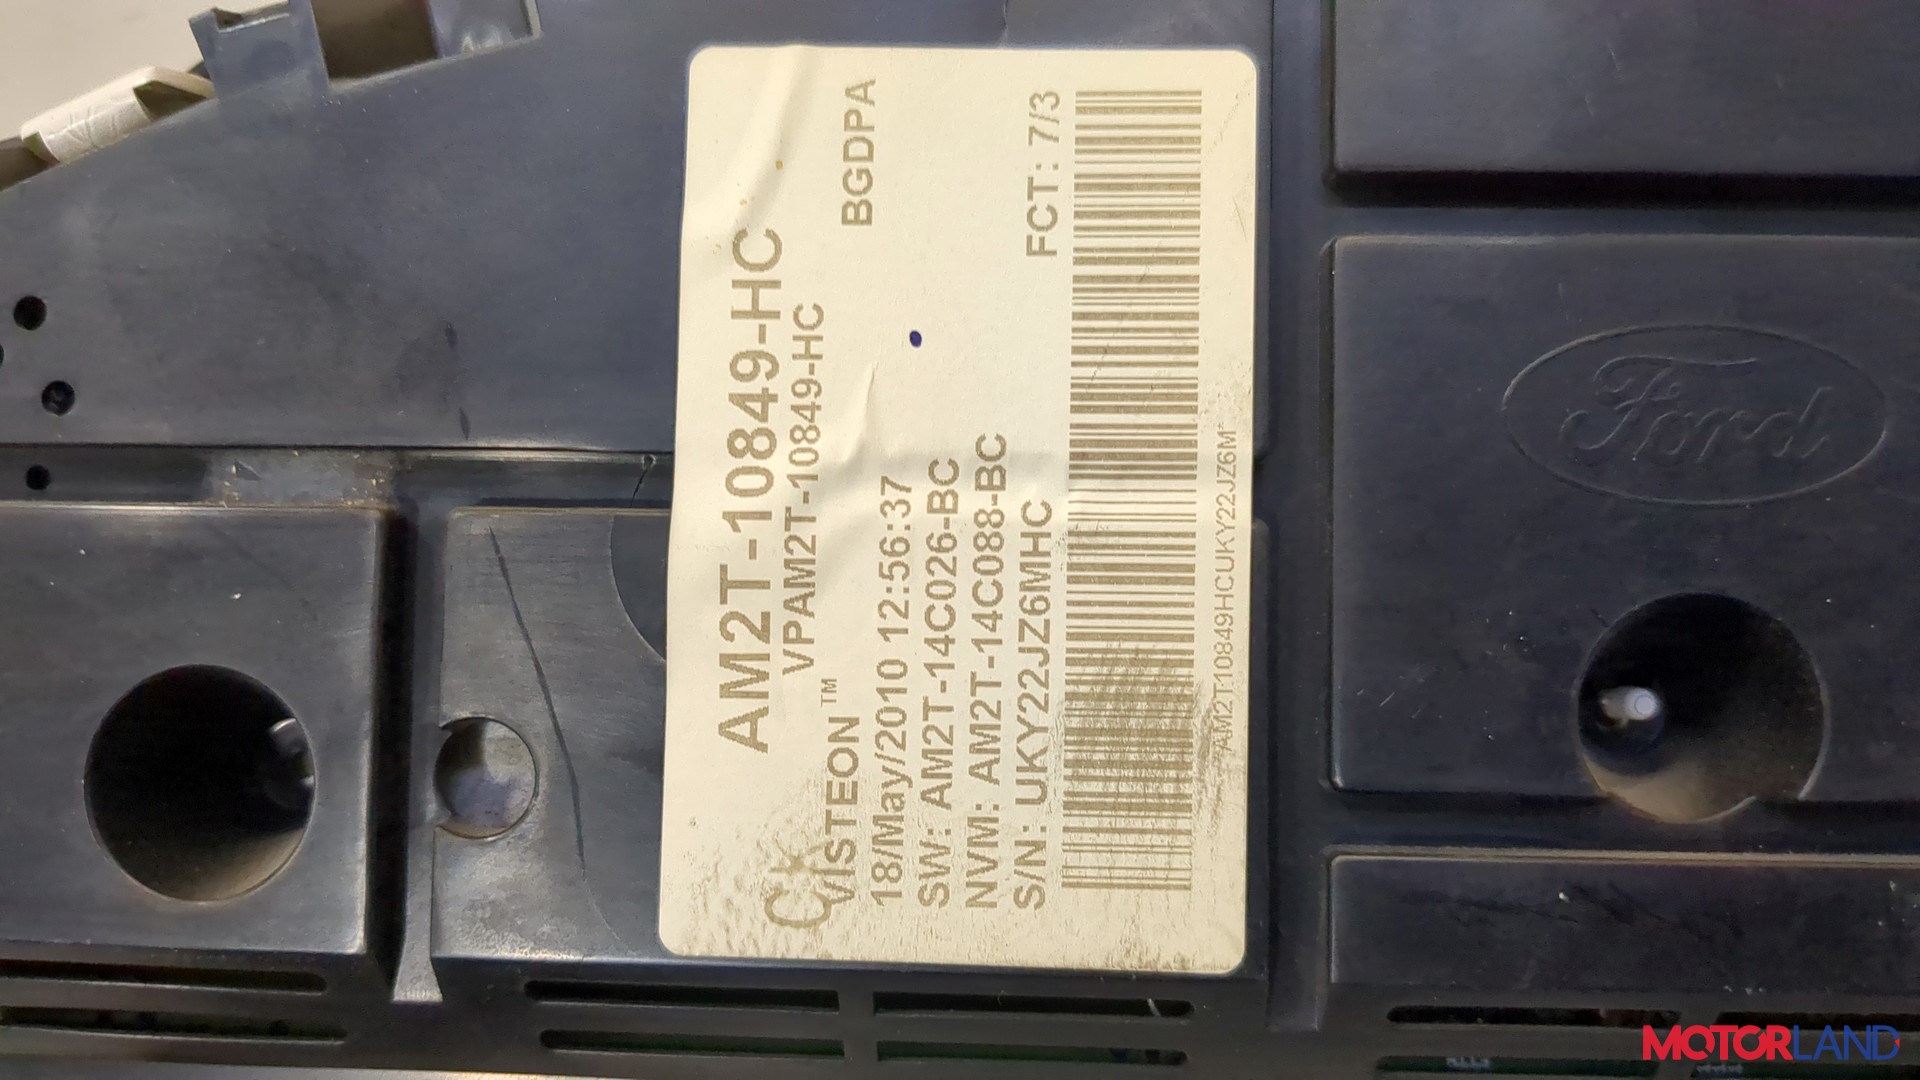 AM2T-10849-HC
VPAM2T-10849-HC
VISTEON™
BGDPA
18/May/2010 12:56:37
SW: AM2T-14C026-BC
NVM: AM2T-14C088-BC
S/N: UKY22JZ6MHC
FCT: 7/3
*AM2T10849HCUKY22JZ6M*
Ford
MOTORLAND